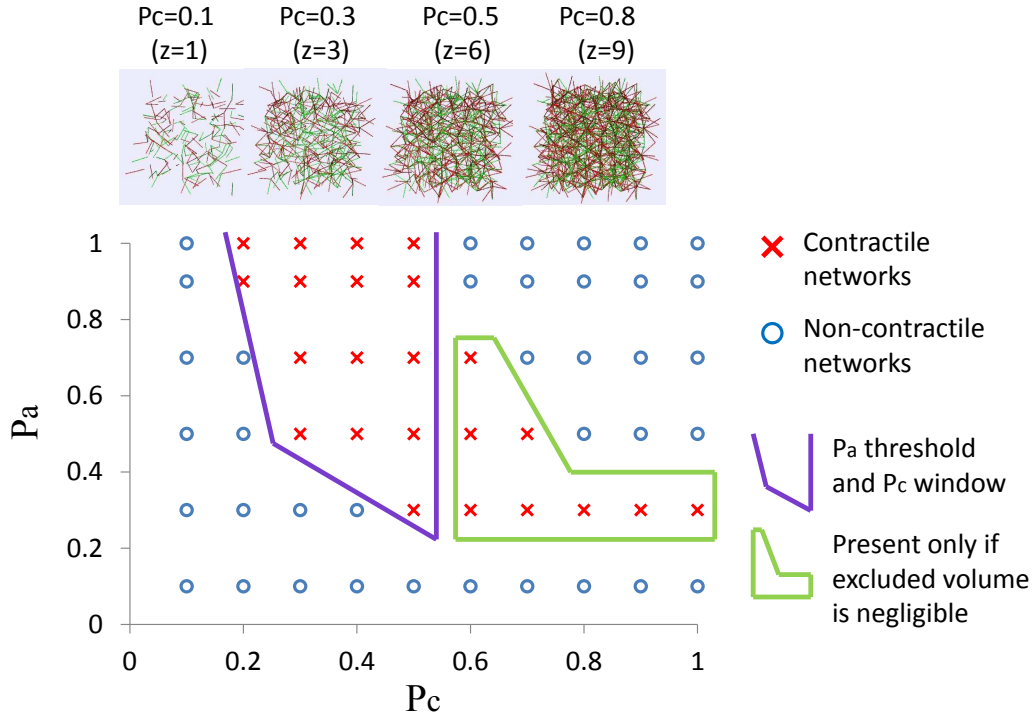 Pc=0.1 Pc=0.3 Pc=0.5 Pc=0.8
(z=1) (z=3) (z=6) (z=9)
1
0.8
0.6
0.4
0.2
0
Pa
0 0.2 0.4 0.6 0.8 1
Pc
Contractile
networks
Non-contractile
networks
Pa threshold
and Pc window
Present only if
excluded volume
is negligible